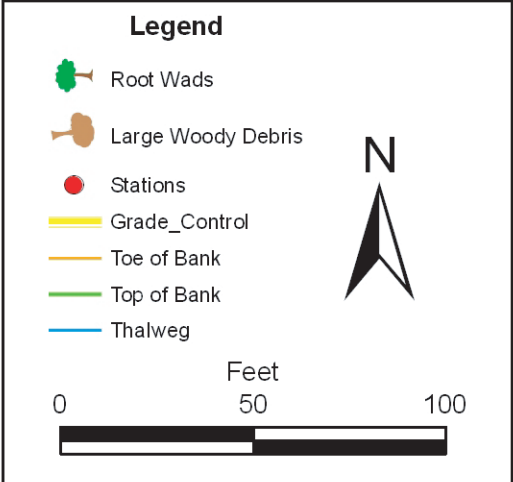 Legend
Root Wads
Large Woody Debris
N
Stations
Grade_Control
Toe of Bank
Top of Bank
Thalweg
Feet
0 50 100